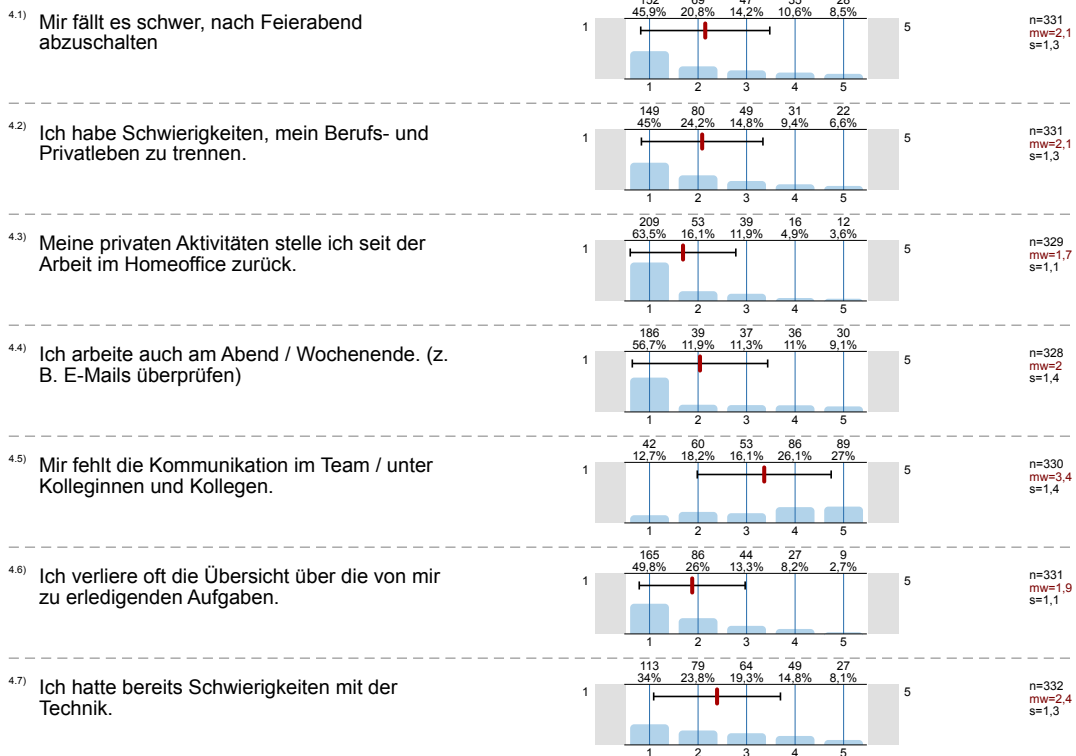 4.1) Mir fällt es schwer, nach Feierabend
abzuschalten
152 69 47 35 28
45,9% 20,8% 14,2% 10,6% 8,5%
1 5
1 2 3 4 5
n=331
mw=2,1
s=1,3
4.2) Ich habe Schwierigkeiten, mein Berufs- und
Privatleben zu trennen.
149 80 49 31 22
45% 24,2% 14,8% 9,4% 6,6%
1 5
1 2 3 4 5
n=331
mw=2,1
s=1,3
4.3) Meine privaten Aktivitäten stelle ich seit der
Arbeit im Homeoffice zurück.
209 53 39 16 12
63,5% 16,1% 11,9% 4,9% 3,6%
1 5
1 2 3 4 5
n=329
mw=1,7
s=1,1
4.4) Ich arbeite auch am Abend / Wochenende. (z.
B. E-Mails überprüfen)
186 39 37 36 30
56,7% 11,9% 11,3% 11% 9,1%
1 5
1 2 3 4 5
n=328
mw=2
s=1,4
4.5) Mir fehlt die Kommunikation im Team / unter
Kolleginnen und Kollegen.
42 60 53 86 89
12,7% 18,2% 16,1% 26,1% 27%
1 5
1 2 3 4 5
n=330
mw=3,4
s=1,4
4.6) Ich verliere oft die Übersicht über die von mir
zu erledigenden Aufgaben.
165 86 44 27 9
49,8% 26% 13,3% 8,2% 2,7%
1 5
1 2 3 4 5
n=331
mw=1,9
s=1,1
4.7) Ich hatte bereits Schwierigkeiten mit der
Technik.
113 79 64 49 27
34% 23,8% 19,3% 14,8% 8,1%
1 5
1 2 3 4 5
n=332
mw=2,4
s=1,3